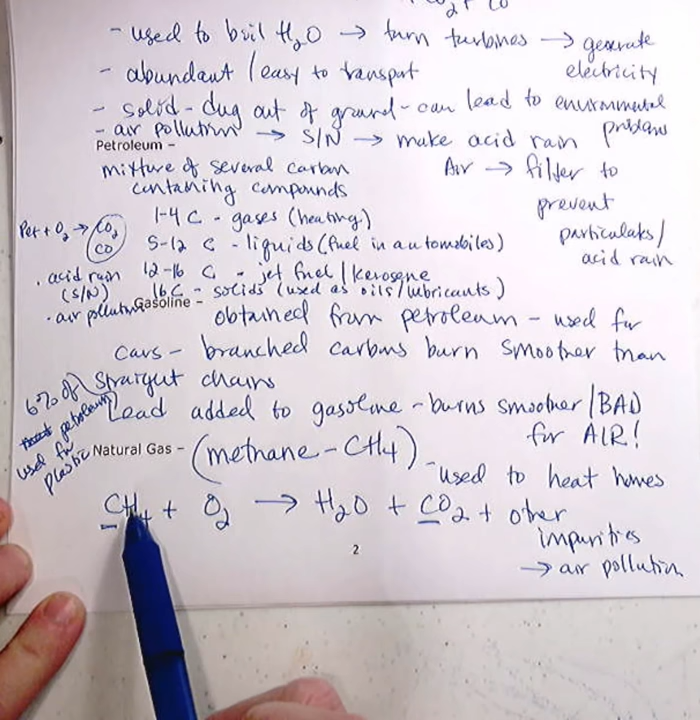 O2 + CO
- used to boil H2O → turn turbines → generate electricity
- abundant / easy to transport
- solid - dug out of ground - can lead to environmental problems
- air pollution → S/N → make acid rain
Petroleum -
mixture of several carbon containing compounds
Air → filter to prevent particulates / acid rain
Pet + O2 → CO2
CO
1-4 C - gases (heating)
5-12 C - liquids (fuel in automobiles)
12-16 C - jet fuel / kerosene
16 C - solids (used as oils / lubricants)
. acid rain
(S/N)
· air pollution
Gasoline -
obtained from petroleum - used for
cars - branched carbons burn smoother than
straight chains
Lead added to gasoline - burns smoother / BAD
for AIR!
6% of
petroleum
used for
plastic
Natural Gas -
(methane - CH4)
- used to heat homes
CH4 + O2 → H2O + CO2 + other
impurities
→ air pollution
2